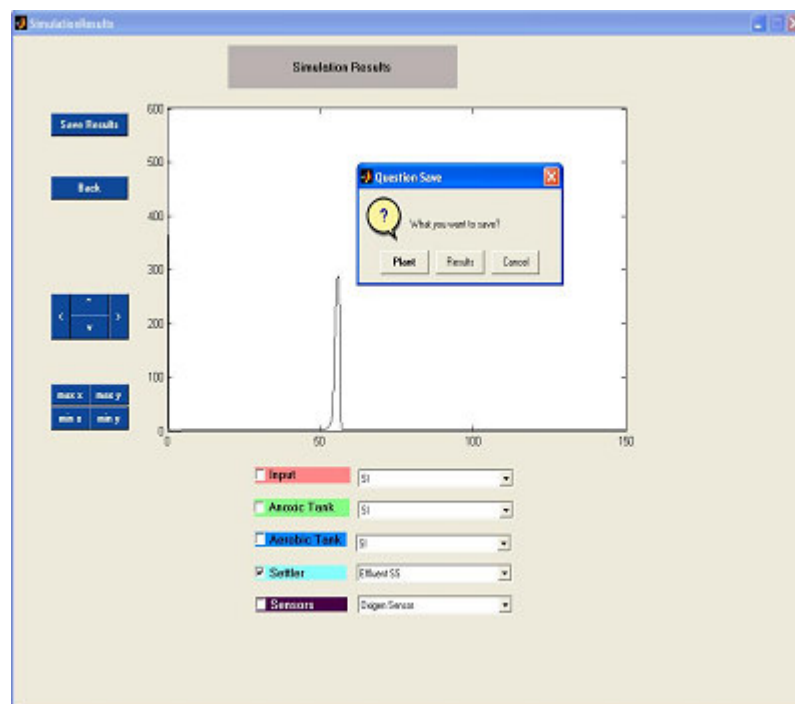 SimulationResults
Simulation Results
Save Results
Back
600
500
400
300
200
100
0
0 50 100 150
Question Save
?
What you want to save?
Plant Results Cancel
< ^ v >
max x max y
min x min y
Input SI
Anoxic Tank SI
Aerobic Tank SI
Settler Effluent SS
Sensors Oxigen Sensor